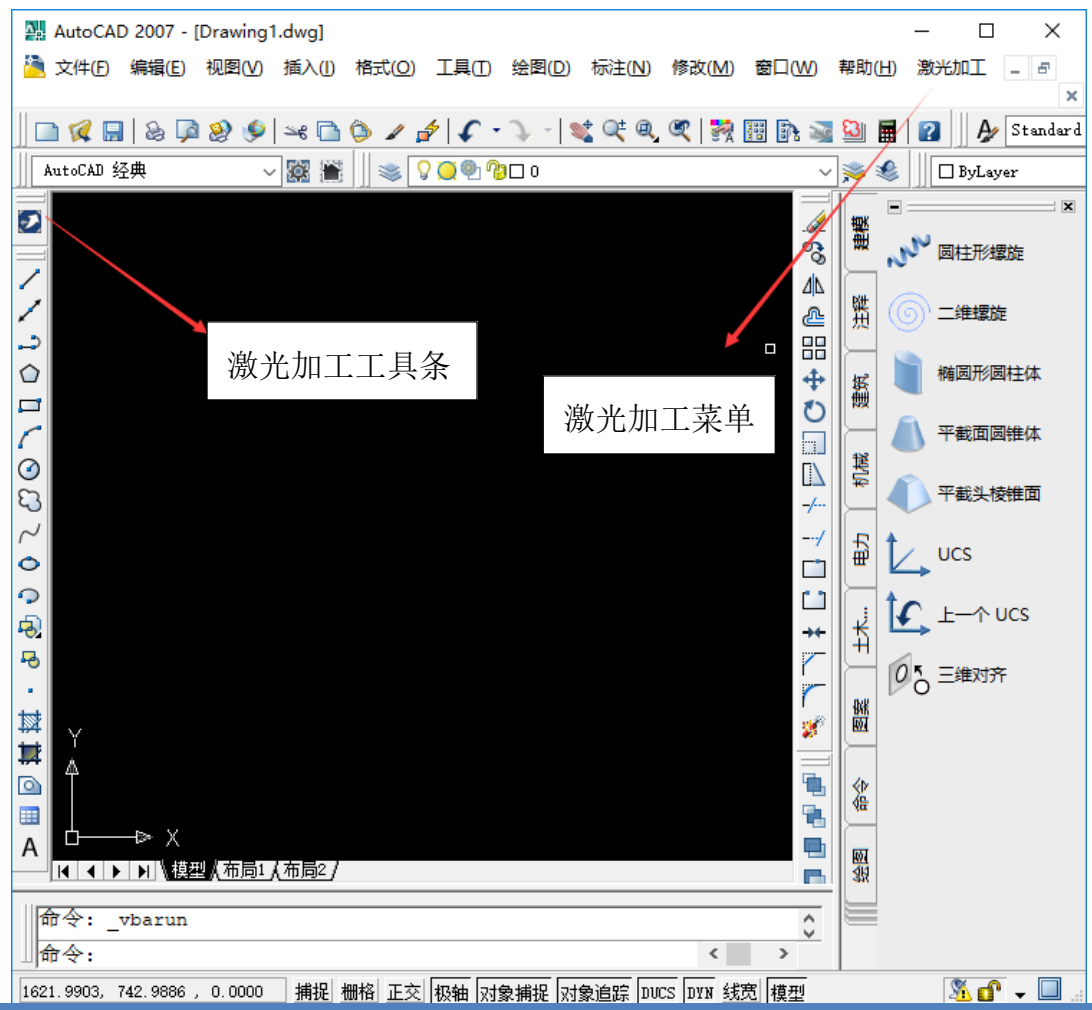 AutoCAD 2007 - [Drawing1.dwg]
文件(F) 编辑(E) 视图(V) 插入(I) 格式(O) 工具(T) 绘图(D) 标注(N) 修改(M) 窗口(W) 帮助(H) 激光加工
Standard
AutoCAD 经典
0
ByLayer
建模
注释
建筑
机械
电力
土木...
图案
命令
绘图
圆柱形螺旋
二维螺旋
椭圆形圆柱体
平截面圆锥体
平截头棱锥面
UCS
上一个 UCS
三维对齐
激光加工工具条
激光加工菜单
A
Y
X
模型 布局1 布局2
命令: _vbarun
命令:
1621.9903, 742.9886 , 0.0000 捕捉 栅格 正交 极轴 对象捕捉 对象追踪 DUCS DYN 线宽 模型